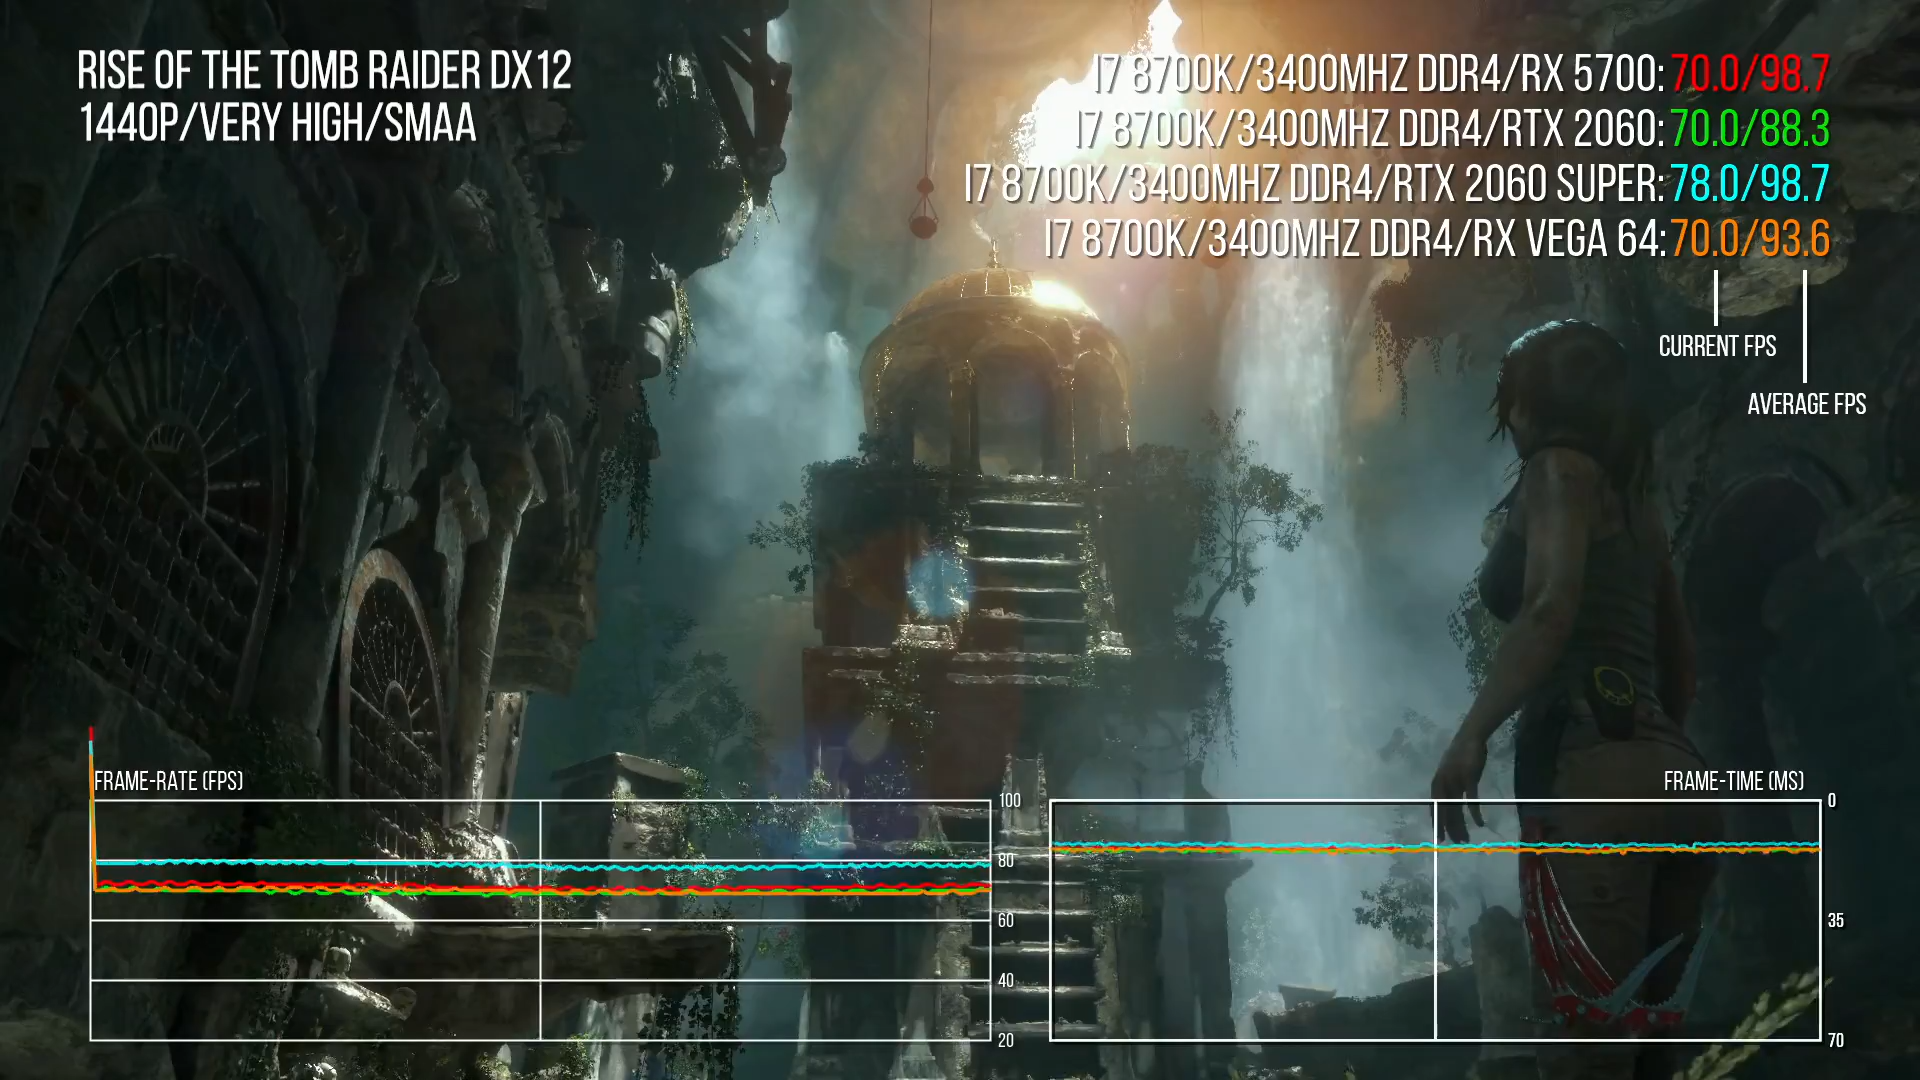 RISE OF THE TOMB RAIDER DX12
1440P/VERY HIGH/SMAA
I7 8700K/3400MHZ DDR4/RX 5700: 70.0/98.7
I7 8700K/3400MHZ DDR4/RTX 2060: 70.0/88.3
I7 8700K/3400MHZ DDR4/RTX 2060 SUPER: 78.0/98.7
I7 8700K/3400MHZ DDR4/RX VEGA 64: 70.0/93.6
CURRENT FPS
AVERAGE FPS
FRAME-RATE (FPS)
100
80
60
40
20
FRAME-TIME (MS)
0
35
70